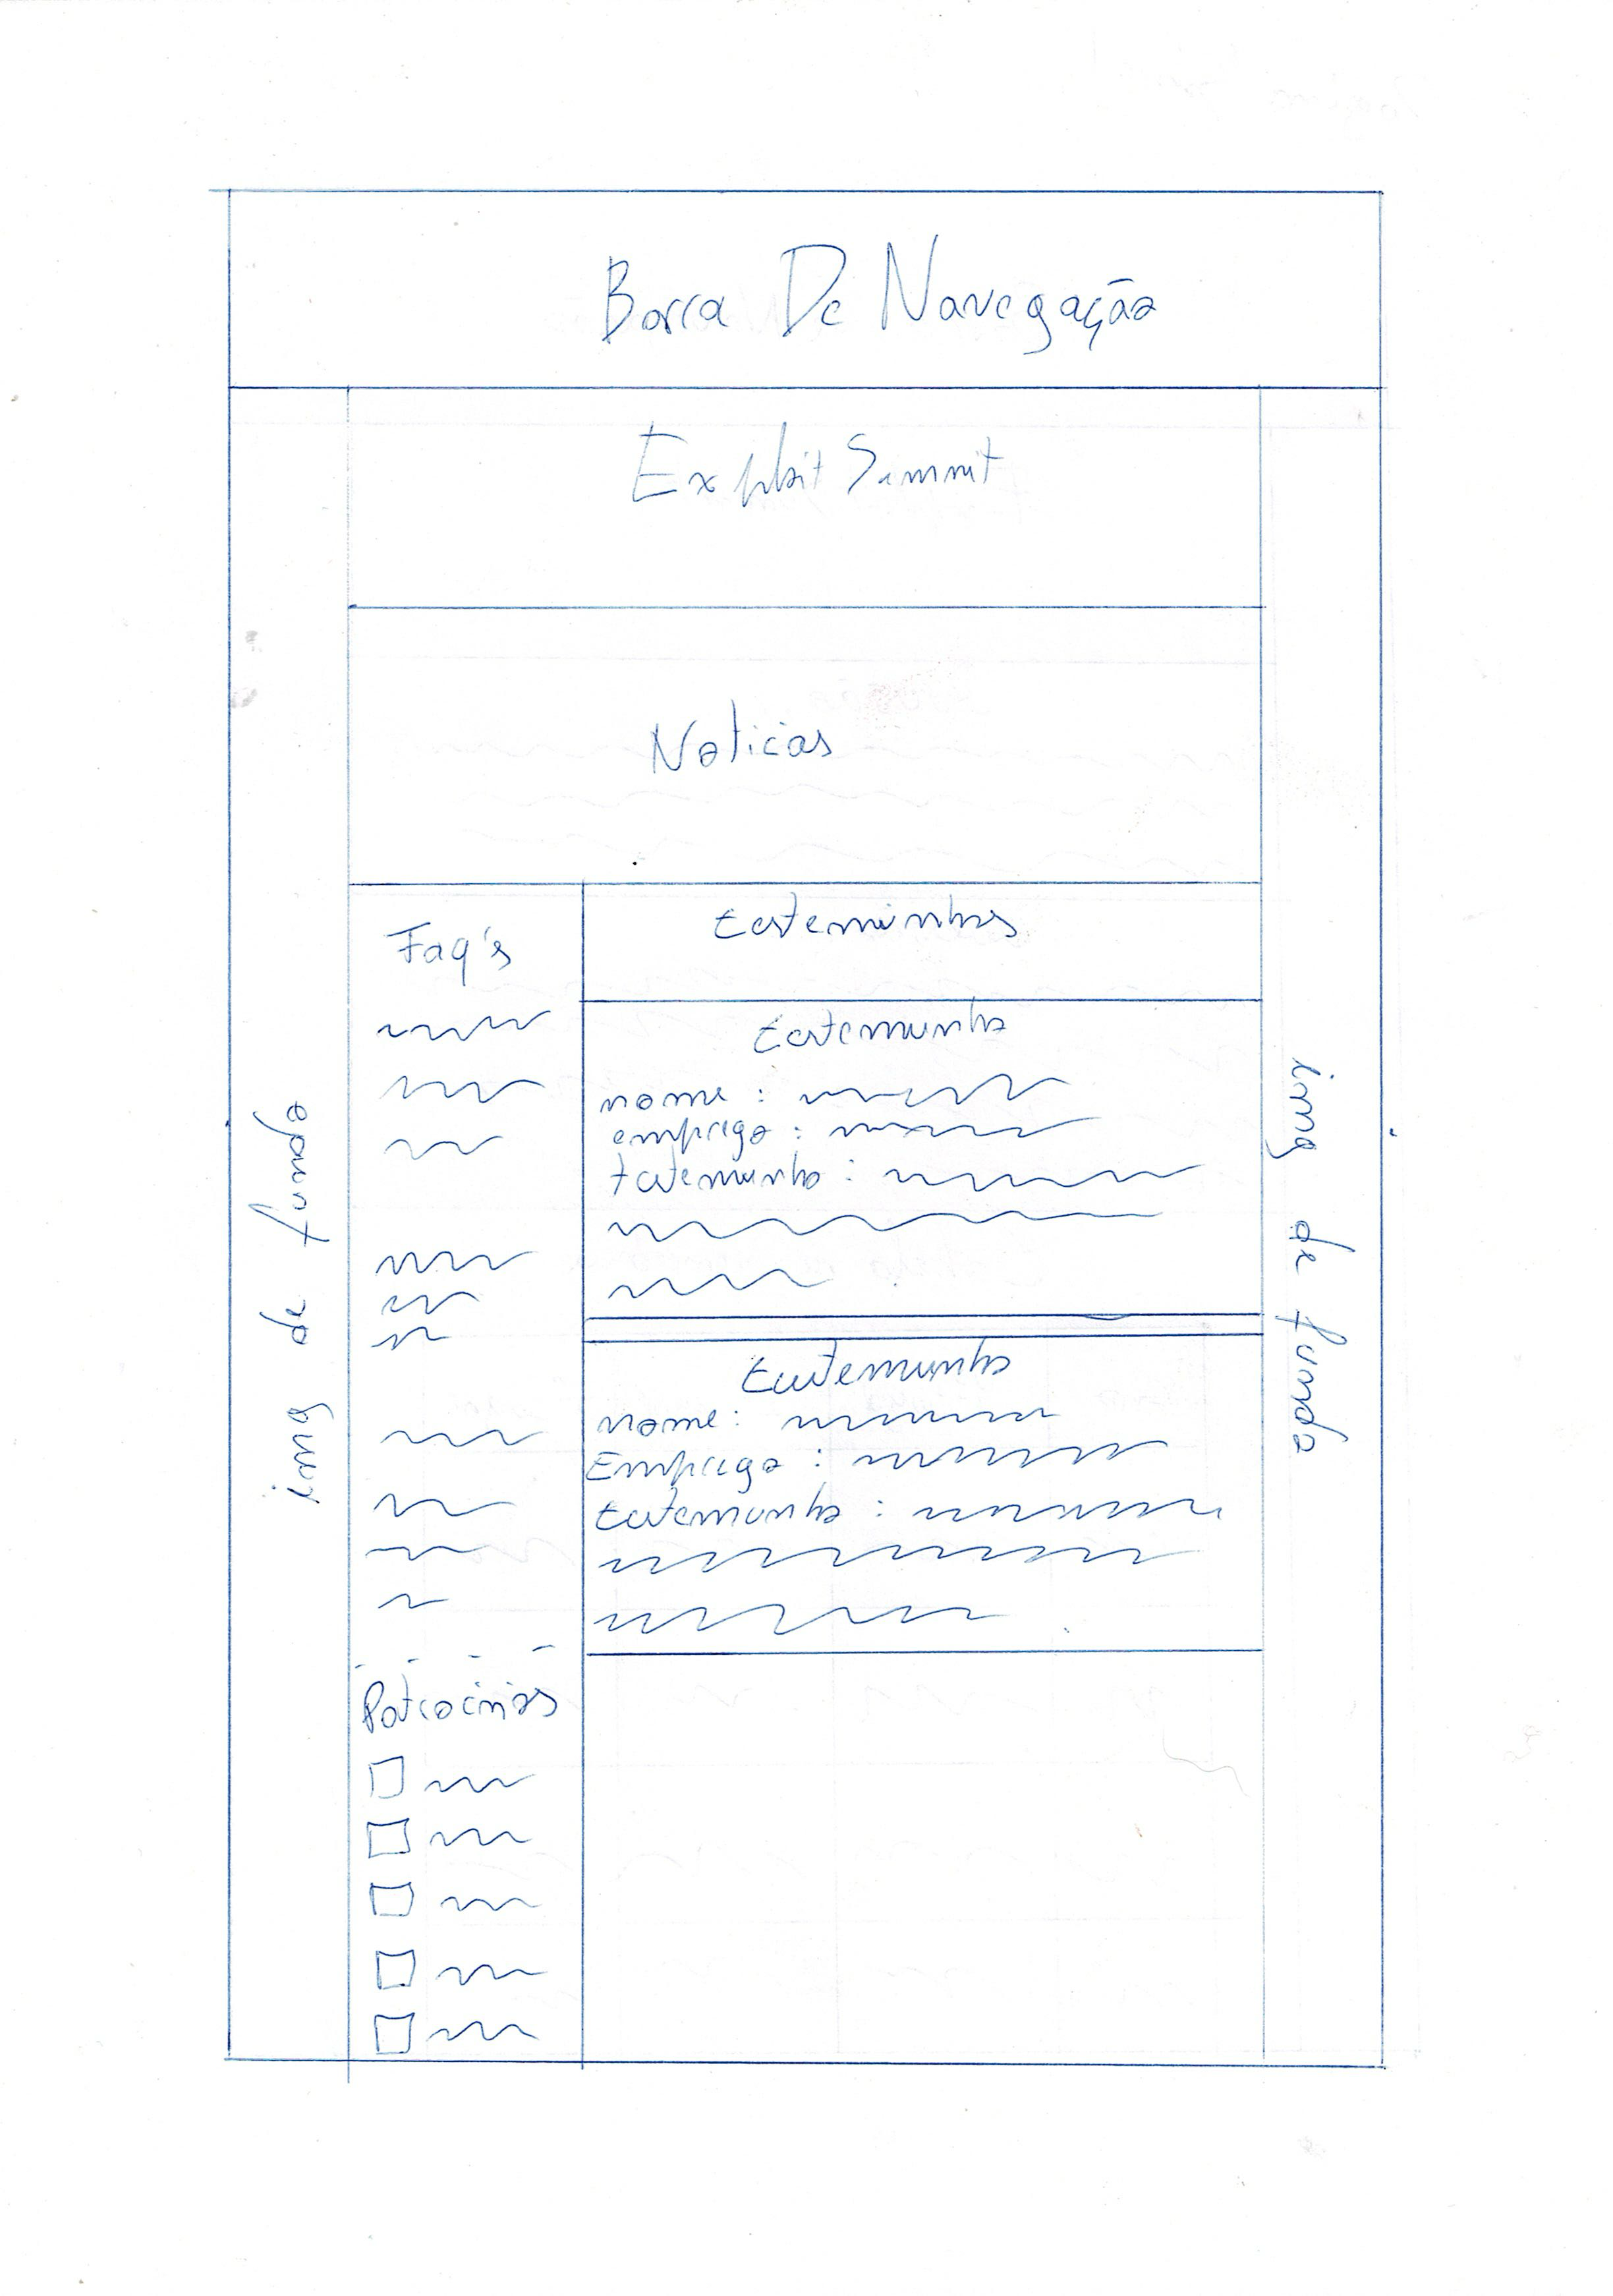 Barra De Navegação
Exploit Summit
Noticias
Faq's
testemunhos
testemunho
nome :
emprego :
testemunho :
testemunho
nome :
Emprego :
testemunho :
Patrocinios
img de fundo
img de fundo